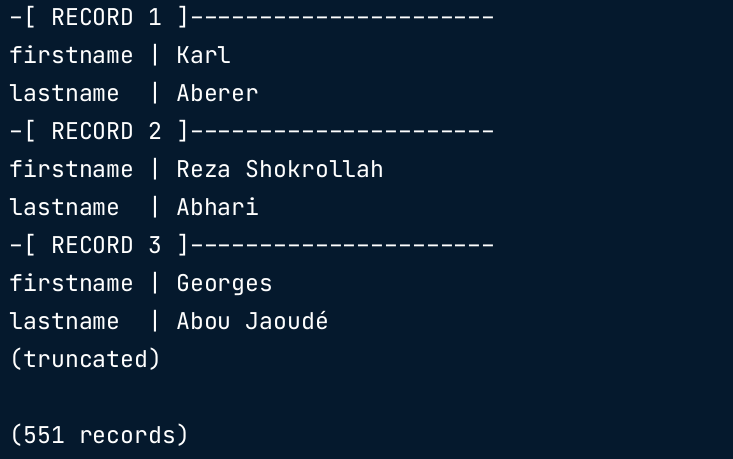 -[ RECORD 1 ]----------------------
firstname | Karl
lastname  | Aberer
-[ RECORD 2 ]----------------------
firstname | Reza Shokrollah
lastname  | Abhari
-[ RECORD 3 ]----------------------
firstname | Georges
lastname  | Abou Jaoudé
(truncated)

(551 records)